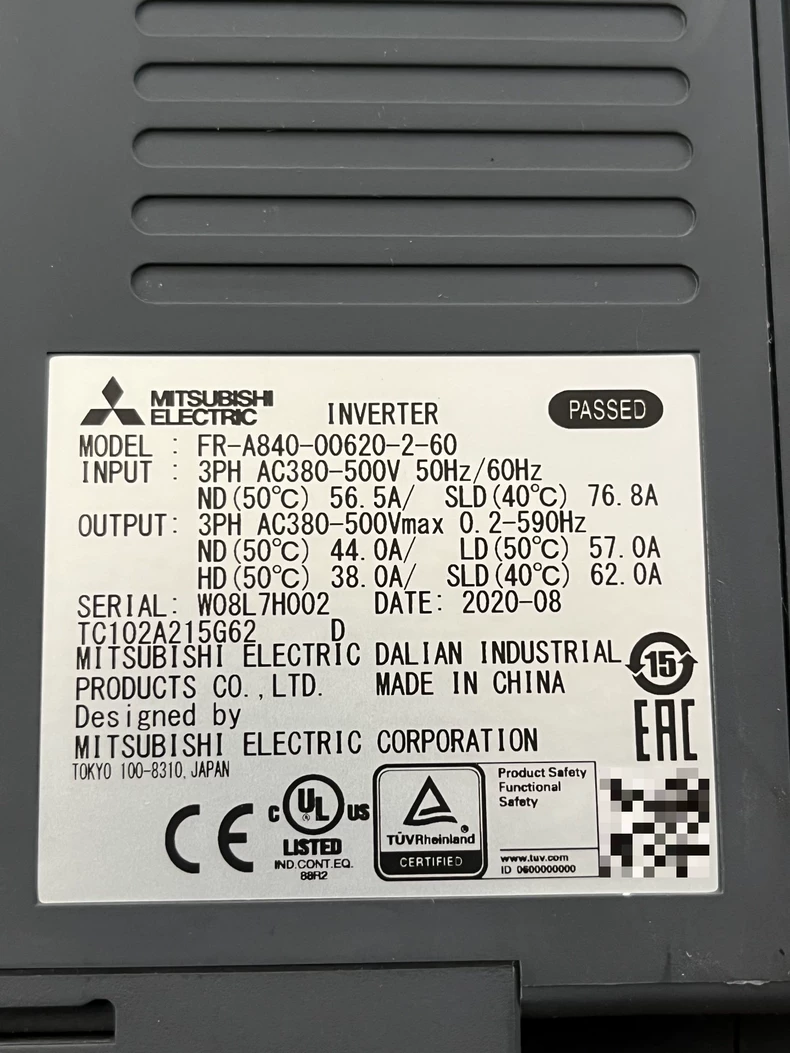 MITSUBISHI
ELECTRIC
INVERTER
PASSED
MODEL : FR-A840-00620-2-60
INPUT : 3PH AC380-500V 50Hz/60Hz
ND(50℃) 56.5A/ SLD(40℃) 76.8A
OUTPUT: 3PH AC380-500Vmax 0.2-590Hz
ND(50℃) 44.0A/ LD(50℃) 57.0A
HD(50℃) 38.0A/ SLD(40℃) 62.0A
SERIAL: W08L7H002 DATE: 2020-08
TC102A215G62 D
MITSUBISHI ELECTRIC DALIAN INDUSTRIAL
PRODUCTS CO.,LTD. MADE IN CHINA
15
Designed by
MITSUBISHI ELECTRIC CORPORATION
EAC
TOKYO 100-8310, JAPAN
CE
C UL US
LISTED
IND.CONT.EQ.
88R2
TÜVRheinland®
CERTIFIED
Product Safety
Functional
Safety
www.tuv.com
ID 0600000000